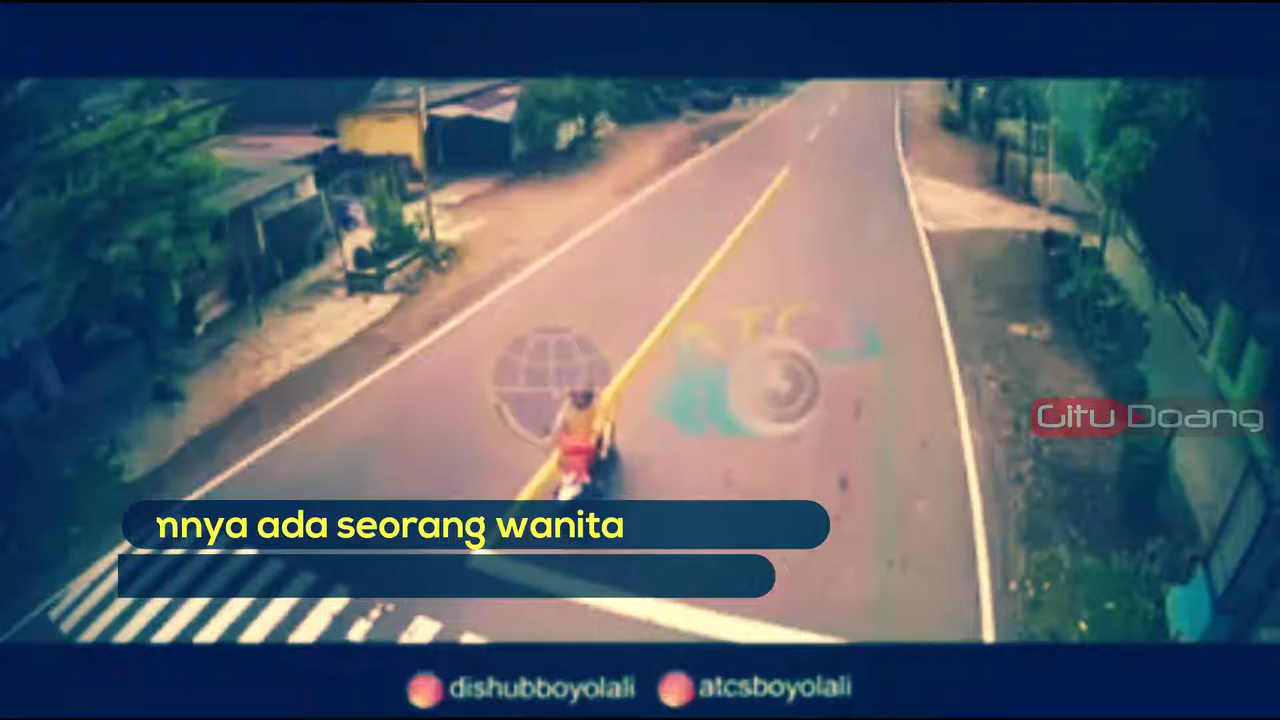 Gitu Doang
nnya ada seorang wanita
dishubboyolali atcsboyolali